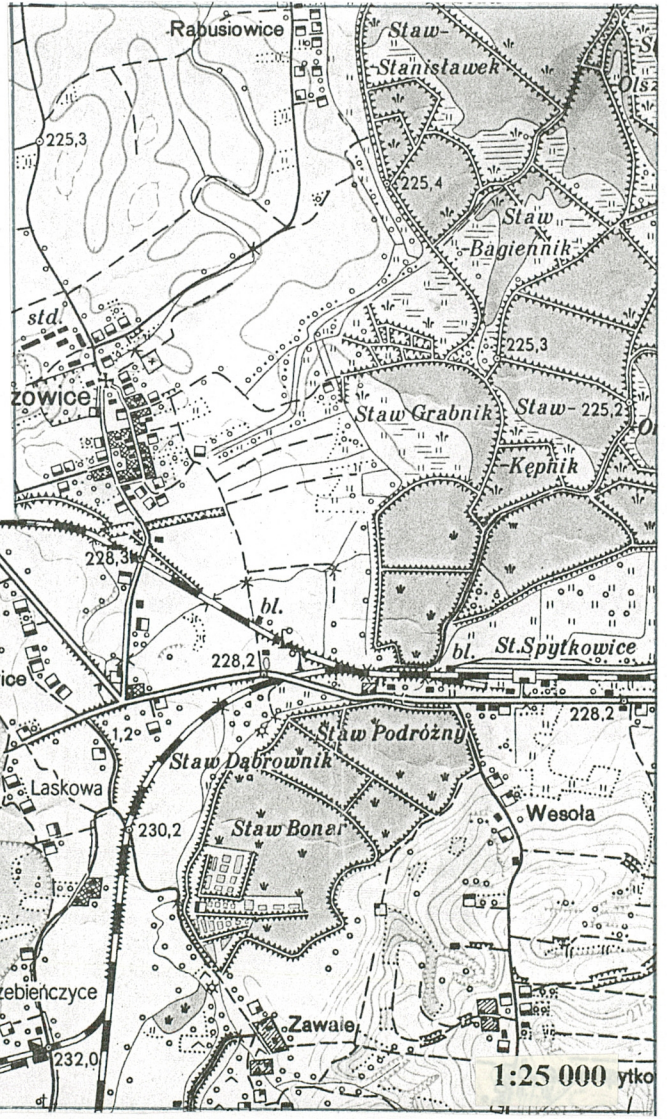 Rabusiowice
Staw-
Stanisławek
225,3
225,4
Staw
-Bagiennik
std.
225,3
zowice
Staw Grabnik
Staw-
225,2
-Kępnik
228,3
bl.
bl.
St.Spytkowice
228,2
ice
228,2
1,2
Staw Podróżny
Staw Dąbrownik
Laskowa
Wesoła
230,2
Staw Bonar
zebieńczyce
Zawale
232,0
1:25 000
ytko